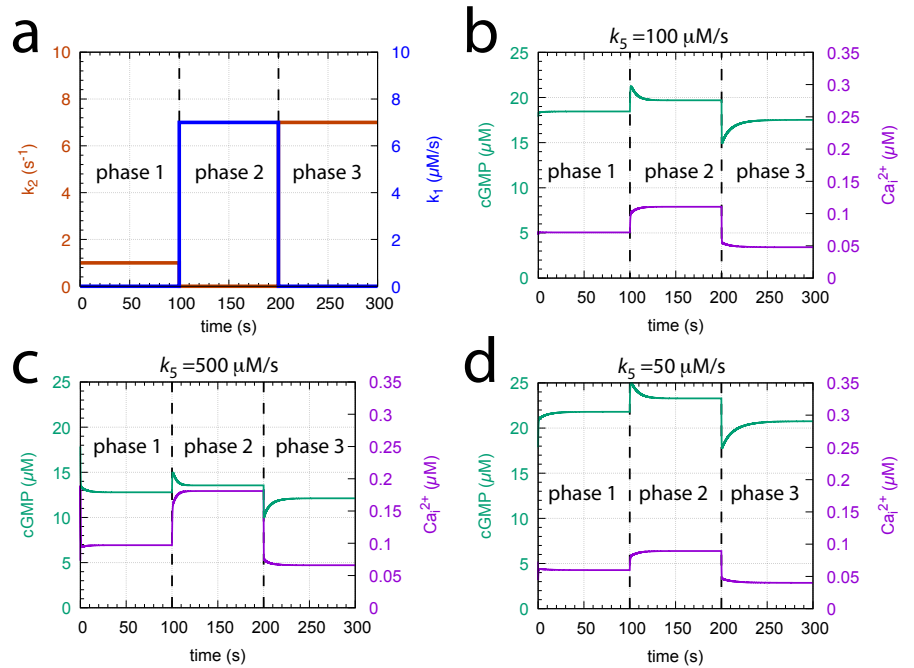 a
k₂ (s⁻¹)
k₁ (µM/s)
10
8
6
4
2
0
10
9
8
7
6
5
4
3
2
1
0
phase 1
phase 2
phase 3
0 50 100 150 200 250 300
time (s)
b
k₅ =100 µM/s
cGMP (µM)
Caᵢ²⁺ (µM)
25
20
15
10
5
0
0.35
0.3
0.25
0.2
0.15
0.1
0.05
0
phase 1
phase 2
phase 3
0 50 100 150 200 250 300
time (s)
c
k₅ =500 µM/s
cGMP (µM)
Caᵢ²⁺ (µM)
25
20
15
10
5
0
0.35
0.3
0.25
0.2
0.15
0.1
0.05
0
phase 1
phase 2
phase 3
0 50 100 150 200 250 300
time (s)
d
k₅ =50 µM/s
cGMP (µM)
Caᵢ²⁺ (µM)
25
20
15
10
5
0
0.35
0.3
0.25
0.2
0.15
0.1
0.05
0
phase 1
phase 2
phase 3
0 50 100 150 200 250 300
time (s)